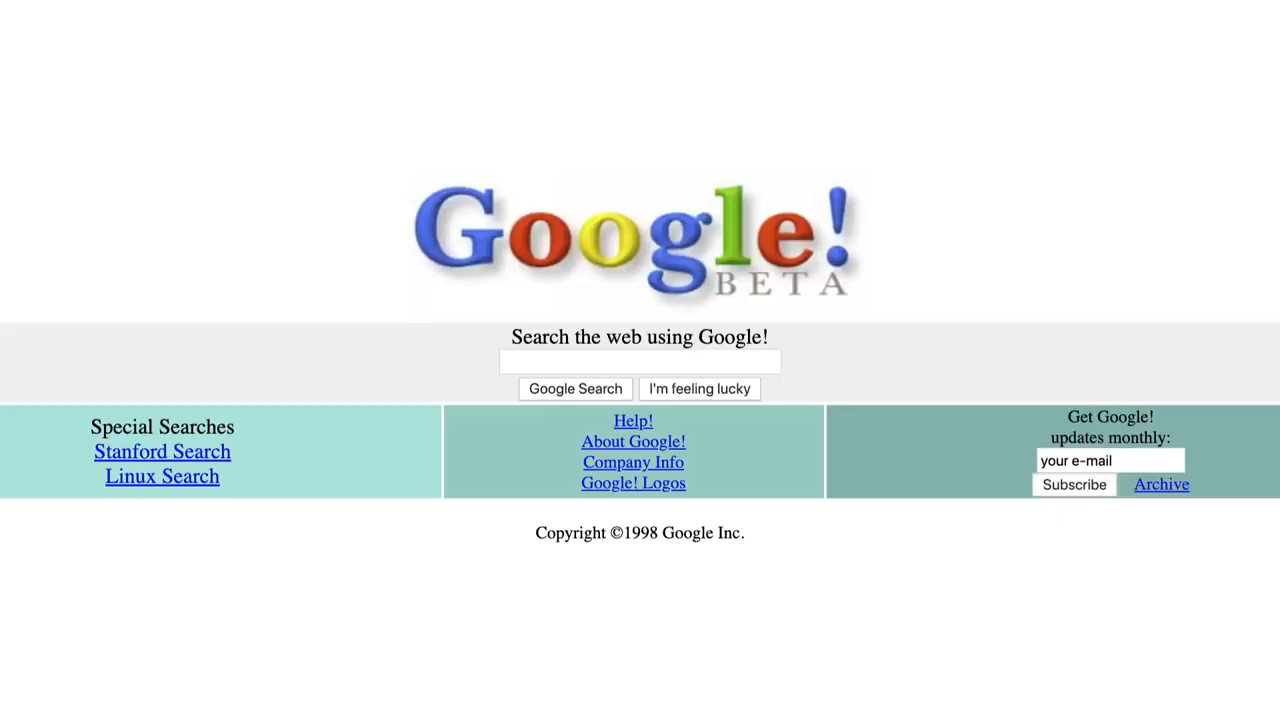 Google!
BETA
Search the web using Google!
Google Search
I'm feeling lucky
Special Searches
Stanford Search
Linux Search
Help!
About Google!
Company Info
Google! Logos
Get Google!
updates monthly:
your e-mail
Subscribe
Archive
Copyright ©1998 Google Inc.